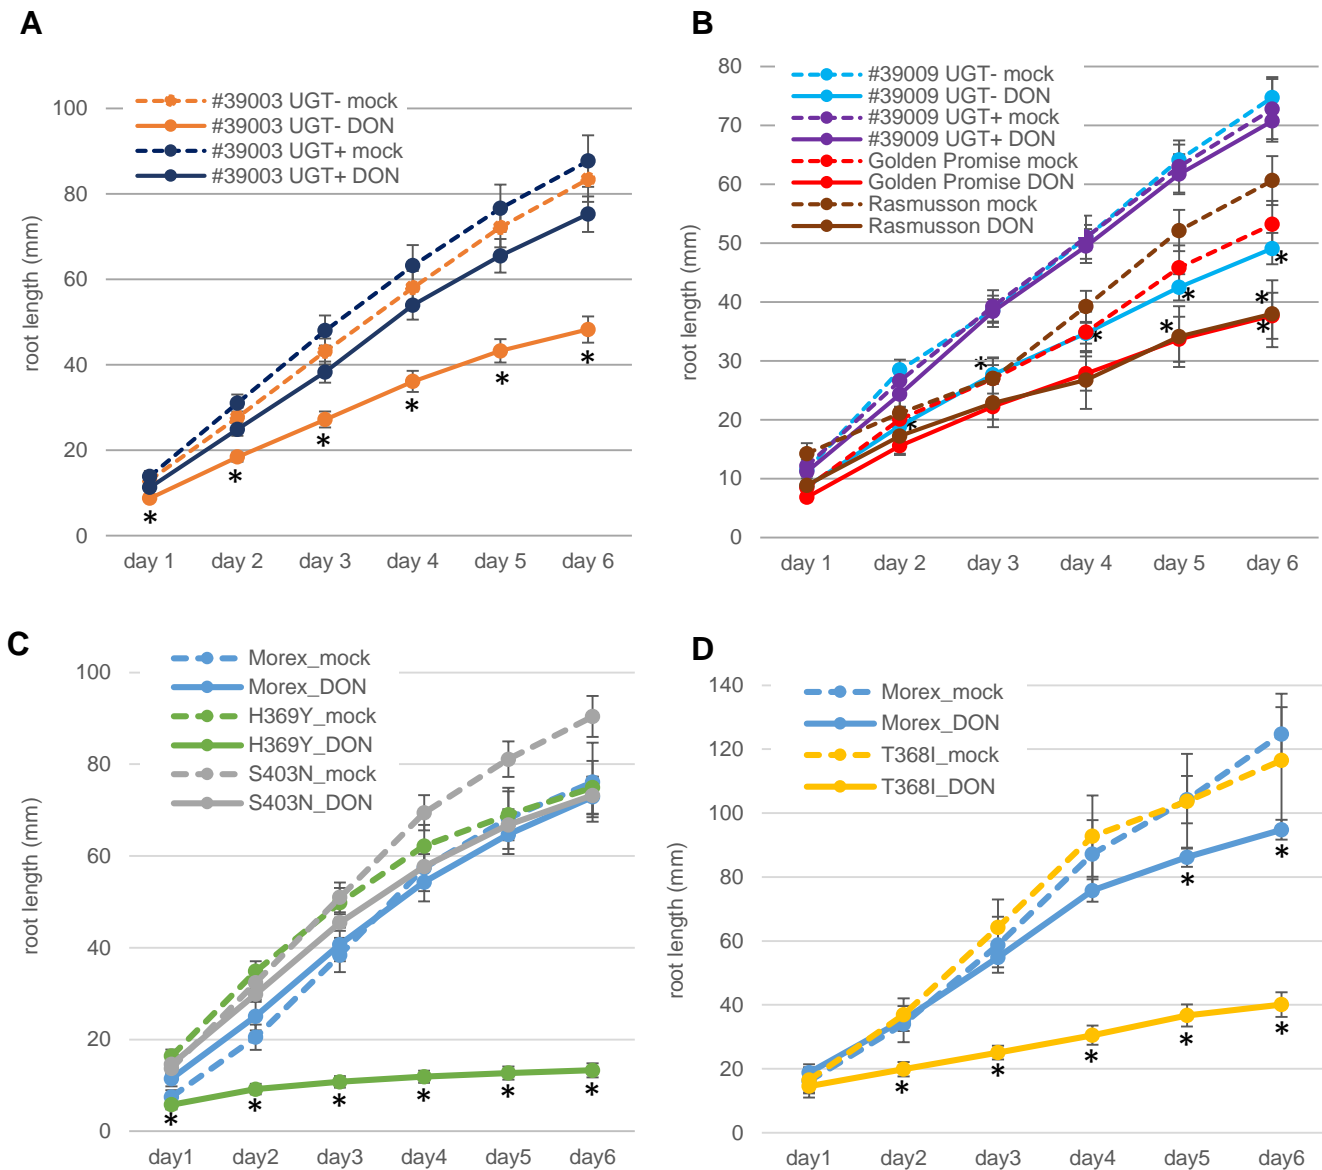 A
#39003 UGT- mock
#39003 UGT- DON
#39003 UGT+ mock
#39003 UGT+ DON
root length (mm)
100
80
60
40
20
0
* * * * * *
day 1 day 2 day 3 day 4 day 5 day 6
B
#39009 UGT- mock
#39009 UGT- DON
#39009 UGT+ mock
#39009 UGT+ DON
Golden Promise mock
Golden Promise DON
Rasmusson mock
Rasmusson DON
root length (mm)
80
70
60
50
40
30
20
10
0
* * * * * * * *
day 1 day 2 day 3 day 4 day 5 day 6
C
Morex_mock
Morex_DON
H369Y_mock
H369Y_DON
S403N_mock
S403N_DON
root length (mm)
100
80
60
40
20
0
* * * * * *
day1 day2 day3 day4 day5 day6
D
Morex_mock
Morex_DON
T368I_mock
T368I_DON
root length (mm)
140
120
100
80
60
40
20
0
* *
* * * * *
day1 day2 day3 day4 day5 day6